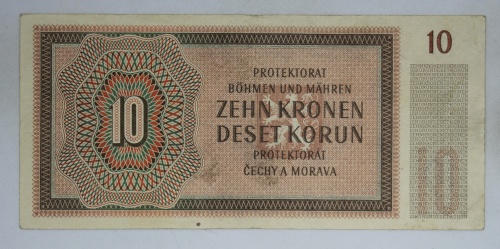 10
10
PROTEKTORAT
BÖHMEN UND MÄHREN
ZEHN KRONEN
DESET KORUN
PROTEKTORÁT
ČECHY A MORAVA
10